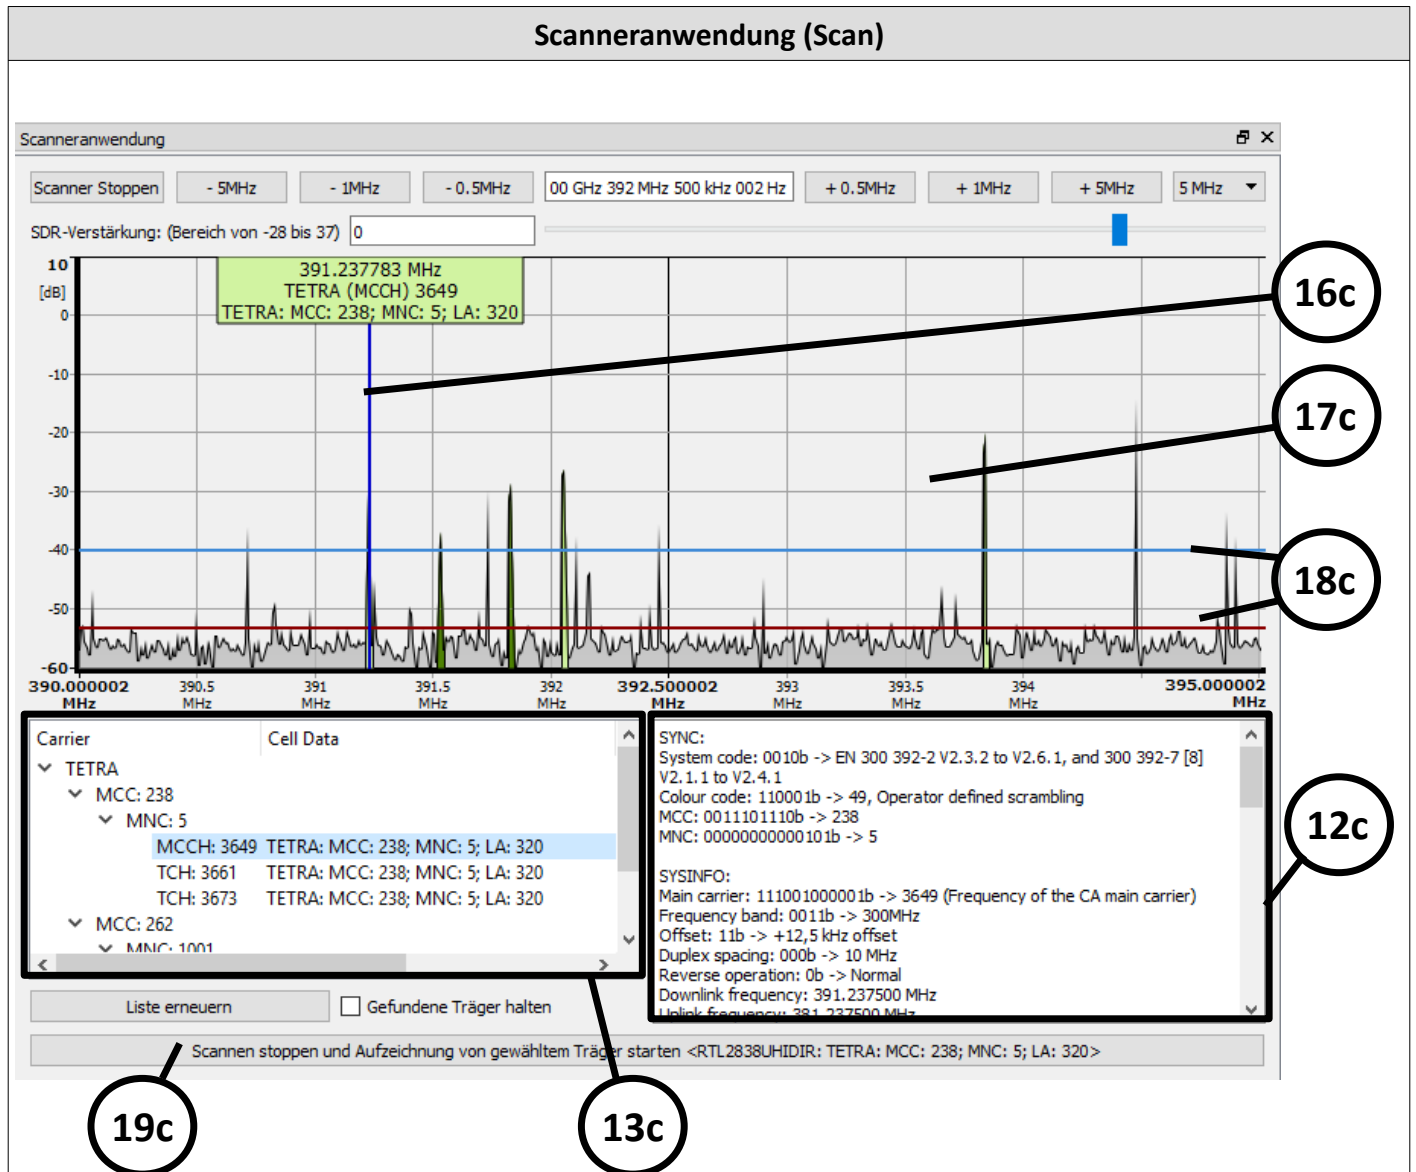 Scanneranwendung (Scan)
Scanneranwendung
Scanner Stoppen - 5MHz - 1MHz - 0.5MHz 00 GHz 392 MHz 500 kHz 002 Hz + 0.5MHz + 1MHz + 5MHz 5 MHz
SDR-Verstärkung: (Bereich von -28 bis 37) 0
10
[dB]
0
-10
-20
-30
-40
-50
-60
391.237783 MHz
TETRA (MCCH) 3649
TETRA: MCC: 238; MNC: 5; LA: 320
16c
17c
18c
390.000002 390.5 391 391.5 392 392.500002 393 393.5 394 395.000002
MHz MHz MHz MHz MHz MHz MHz MHz MHz MHz
Carrier Cell Data
TETRA
MCC: 238
MNC: 5
MCCH: 3649 TETRA: MCC: 238; MNC: 5; LA: 320
TCH: 3661 TETRA: MCC: 238; MNC: 5; LA: 320
TCH: 3673 TETRA: MCC: 238; MNC: 5; LA: 320
MCC: 262
MNC: 1001
SYNC:
System code: 0010b -> EN 300 392-2 V2.3.2 to V2.6.1, and 300 392-7 [8]
V2.1.1 to V2.4.1
Colour code: 110001b -> 49, Operator defined scrambling
MCC: 0011101110b -> 238
MNC: 00000000000101b -> 5
SYSINFO:
Main carrier: 111001000001b -> 3649 (Frequency of the CA main carrier)
Frequency band: 0011b -> 300MHz
Offset: 11b -> +12,5 kHz offset
Duplex spacing: 000b -> 10 MHz
Reverse operation: 0b -> Normal
Downlink frequency: 391.237500 MHz
Uplink frequency: 381.237500 MHz
12c
Liste erneuern Gefundene Träger halten
Scannen stoppen und Aufzeichnung von gewähltem Träger starten <RTL2838UHIDIR: TETRA: MCC: 238; MNC: 5; LA: 320>
19c
13c